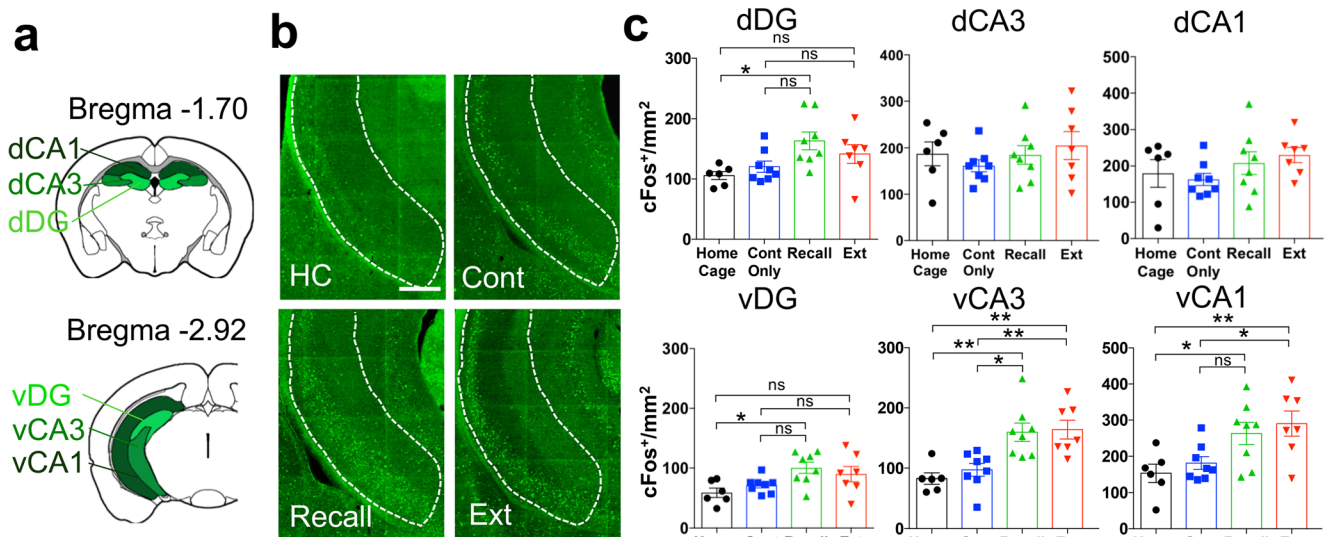 a
Bregma -1.70
dCA1
dCA3
dDG
Bregma -2.92
vDG
vCA3
vCA1
b
HC
Cont
Recall
Ext
c
dDG
ns
ns
*
ns
cFos+/mm2
300
200
100
0
Home Cage
Cont Only
Recall
Ext
dCA3
400
300
200
100
0
Home Cage
Cont Only
Recall
Ext
dCA1
500
400
300
200
100
0
Home Cage
Cont Only
Recall
Ext
vDG
ns
ns
*
ns
cFos+/mm2
300
200
100
0
vCA3
**
**
**
*
300
200
100
0
vCA1
**
*
*
ns
500
400
300
200
100
0